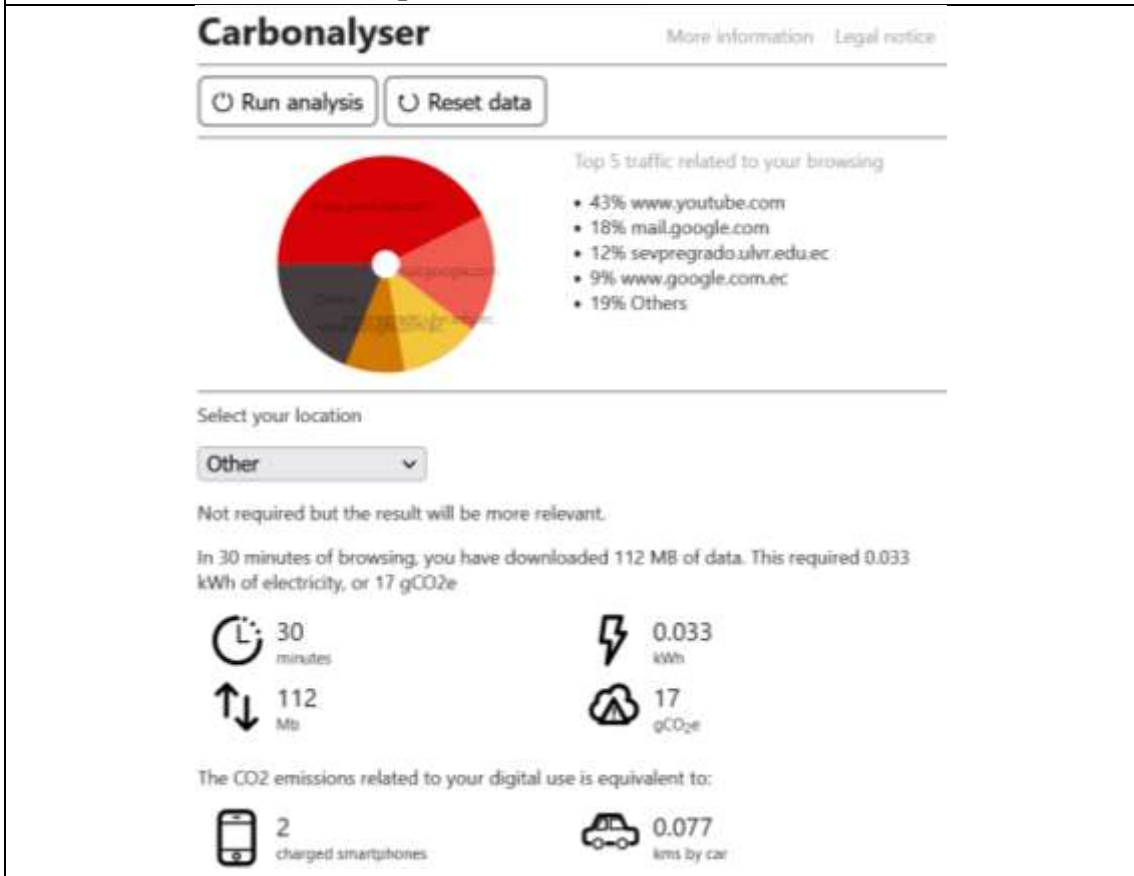 Carbonalyser
More information Legal notice
Run analysis Reset data
Top 5 traffic related to your browsing
• 43% www.youtube.com
• 18% mail.google.com
• 12% sevpregrado.ulvr.edu.ec
• 9% www.google.com.ec
• 19% Others
mail.google.com
Others
Select your location
Other
Not required but the result will be more relevant.
In 30 minutes of browsing, you have downloaded 112 MB of data. This required 0.033
kWh of electricity, or 17 gCO2e
30
minutes
0.033
kWh
112
Mb
17
gCO₂e
The CO2 emissions related to your digital use is equivalent to:
2
charged smartphones
0.077
kms by car